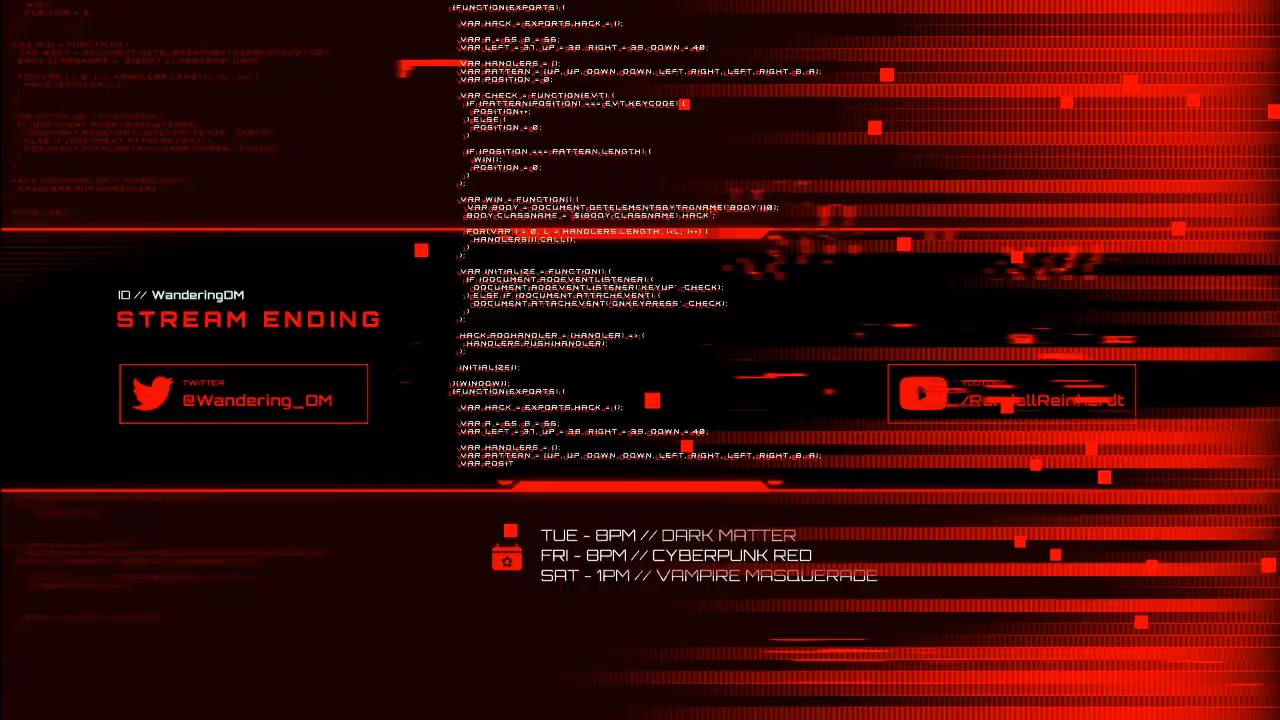 (FUNCTION(EXPORTS) {
VAR HACK = EXPORTS.HACK = {};
VAR A = 65, B = 66;
VAR LEFT = 37, UP = 38, RIGHT = 39, DOWN = 40;
VAR HANDLERS = [];
VAR PATTERN = [UP, UP, DOWN, DOWN, LEFT, RIGHT, LEFT, RIGHT, B, A];
VAR POSITION = 0;
VAR CHECK = FUNCTION(EVT) {
IF (PATTERN[POSITION] === EVT.KEYCODE) {
POSITION++;
} ELSE {
POSITION = 0;
}
IF (POSITION === PATTERN.LENGTH) {
WIN();
POSITION = 0;
}
};
VAR WIN = FUNCTION() {
VAR BODY = DOCUMENT.GETELEMENTSBYTAGNAME('BODY')[0];
BODY.CLASSNAME = `${BODY.CLASSNAME} HACK`;
FOR(VAR I = 0, L = HANDLERS.LENGTH; I<L; I++) {
HANDLERS[I].CALL();
}
};
VAR INITIALIZE = FUNCTION() {
IF (DOCUMENT.ADDEVENTLISTENER) {
DOCUMENT.ADDEVENTLISTENER('KEYUP', CHECK);
} ELSE IF (DOCUMENT.ATTACHEVENT) {
DOCUMENT.ATTACHEVENT('ONKEYPRESS', CHECK);
}
};
HACK.ADDHANDLER = (HANDLER) => {
HANDLERS.PUSH(HANDLER);
};
INITIALIZE();
})(WINDOW);
(FUNCTION(EXPORTS) {
VAR HACK = EXPORTS.HACK = {};
VAR A = 65, B = 66;
VAR LEFT = 37, UP = 38, RIGHT = 39, DOWN = 40;
VAR HANDLERS = [];
VAR PATTERN = [UP, UP, DOWN, DOWN, LEFT, RIGHT, LEFT, RIGHT, B, A];
VAR POSIT
ID // WanderingDM
STREAM ENDING
TWITTER
@Wandering_DM
YOUTUBE
/RandallReinhardt
TUE - 8PM // DARK MATTER
FRI - 8PM // CYBERPUNK RED
SAT - 1PM // VAMPIRE MASQUERADE